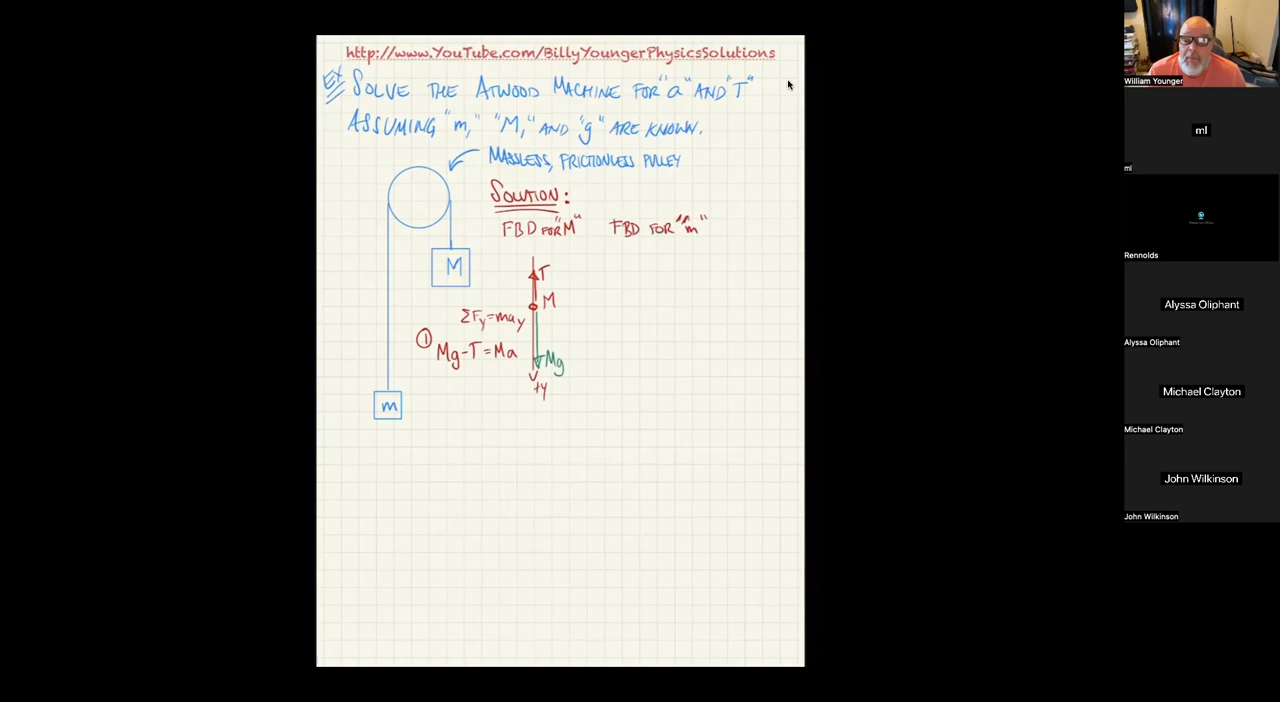 http://www.YouTube.com/BillyYoungerPhysicsSolutions
EX SOLVE THE ATWOOD MACHINE FOR "a" AND "T"
ASSUMING "m," "M," AND "g" ARE KNOWN.
MASSLESS, FRICTIONLESS PULLEY
SOLUTION:
FBD FOR "M" FBD FOR "m"
M
T
M
ΣFy=may
① Mg-T=Ma
Mg
+y
m
William Younger
ml
ml
Rennolds
Alyssa Oliphant
Alyssa Oliphant
Michael Clayton
Michael Clayton
John Wilkinson
John Wilkinson